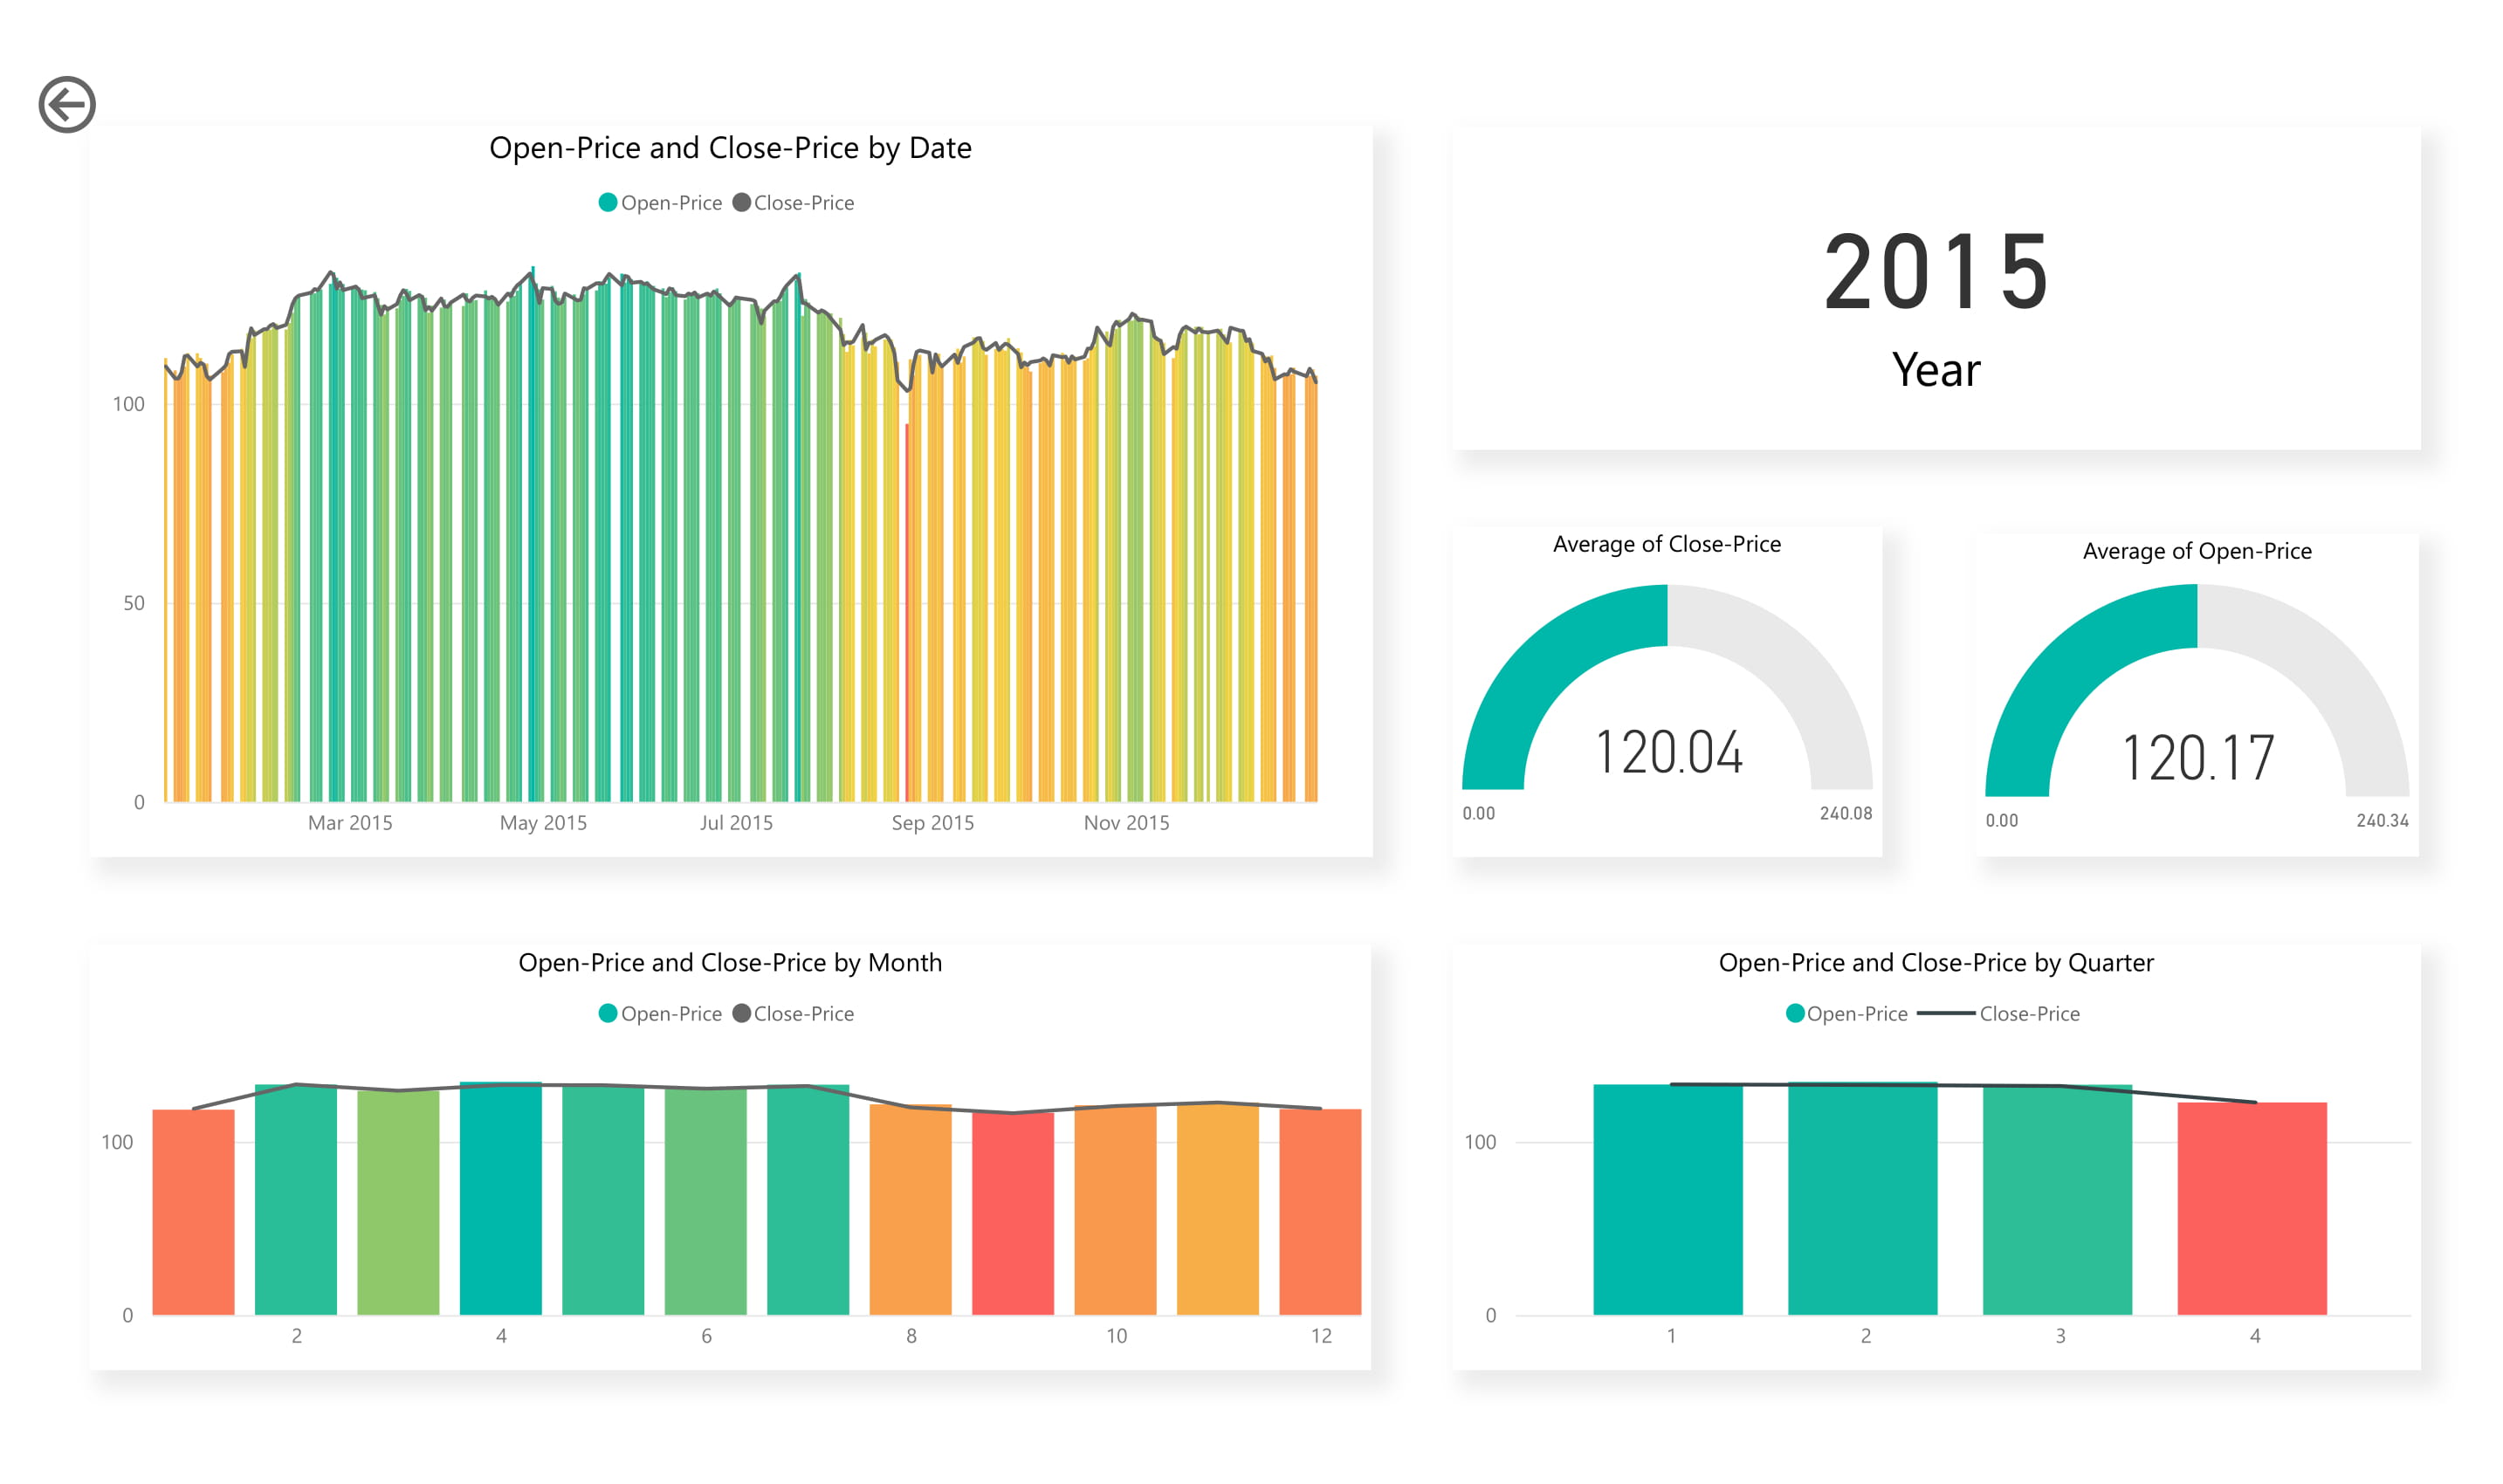 Open-Price and Close-Price by Date
Open-Price Close-Price
100
50
0
Mar 2015 May 2015 Jul 2015 Sep 2015 Nov 2015
2015
Year
Average of Close-Price
120.04
0.00 240.08
Average of Open-Price
120.17
0.00 240.34
Open-Price and Close-Price by Month
Open-Price Close-Price
100
0
2 4 6 8 10 12
Open-Price and Close-Price by Quarter
Open-Price Close-Price
100
0
1 2 3 4